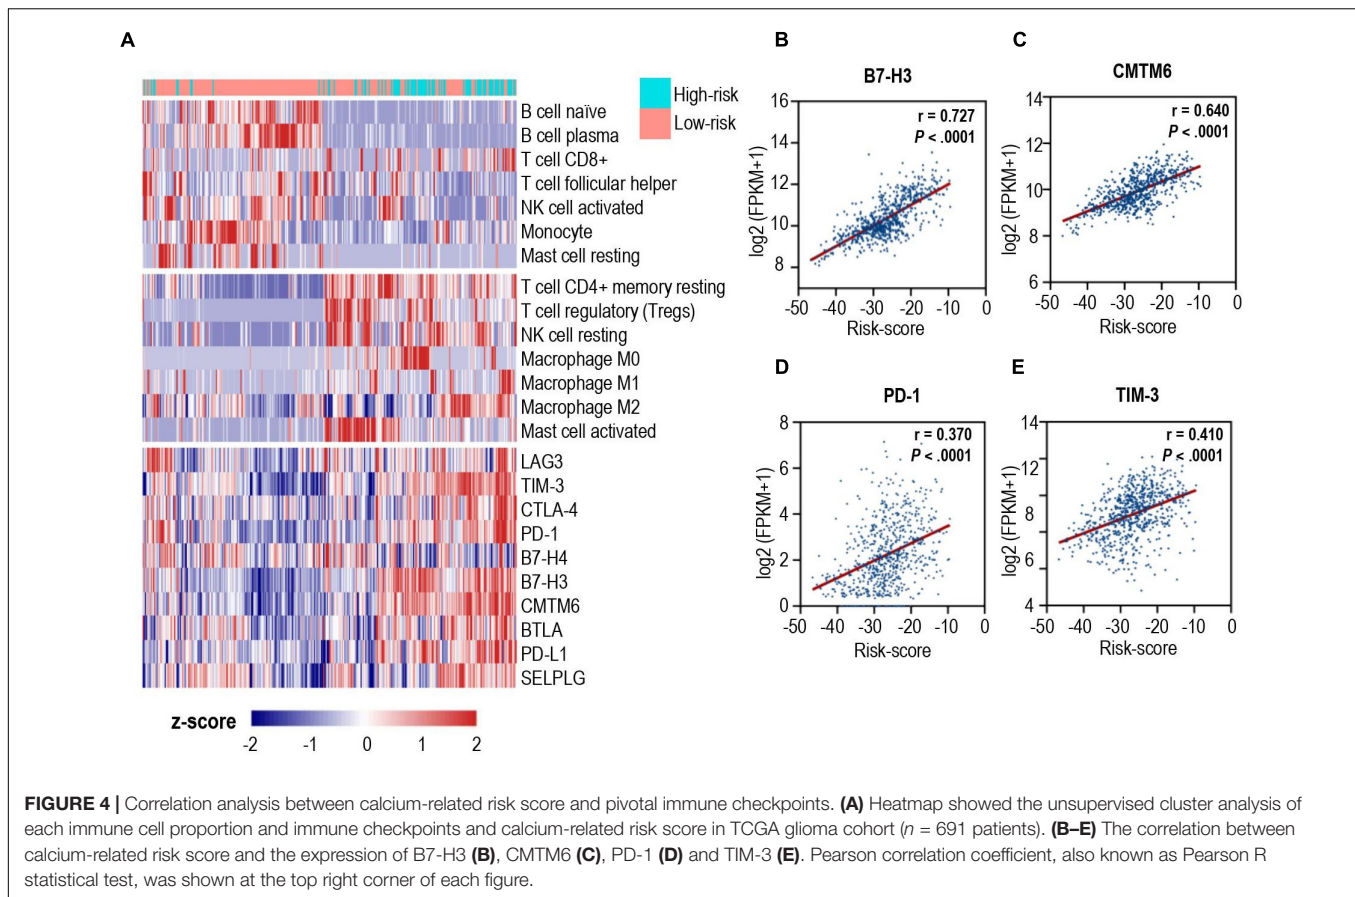 A
High-risk
Low-risk
B cell naïve
B cell plasma
T cell CD8+
T cell follicular helper
NK cell activated
Monocyte
Mast cell resting
T cell CD4+ memory resting
T cell regulatory (Tregs)
NK cell resting
Macrophage M0
Macrophage M1
Macrophage M2
Mast cell activated
LAG3
TIM-3
CTLA-4
PD-1
B7-H4
B7-H3
CMTM6
BTLA
PD-L1
SELPLG
z-score
-2 -1 0 1 2
B
B7-H3
r = 0.727
P < .0001
log2 (FPKM+1)
16
14
12
10
8
-50 -40 -30 -20 -10 0
Risk-score
C
CMTM6
r = 0.640
P < .0001
log2 (FPKM+1)
14
12
10
8
6
-50 -40 -30 -20 -10 0
Risk-score
D
PD-1
r = 0.370
P < .0001
log2 (FPKM+1)
8
6
4
2
0
-50 -40 -30 -20 -10 0
Risk-score
E
TIM-3
r = 0.410
P < .0001
log2 (FPKM+1)
14
12
10
8
6
4
-50 -40 -30 -20 -10 0
Risk-score
FIGURE 4 | Correlation analysis between calcium-related risk score and pivotal immune checkpoints. (A) Heatmap showed the unsupervised cluster analysis of
each immune cell proportion and immune checkpoints and calcium-related risk score in TCGA glioma cohort (n = 691 patients). (B–E) The correlation between
calcium-related risk score and the expression of B7-H3 (B), CMTM6 (C), PD-1 (D) and TIM-3 (E). Pearson correlation coefficient, also known as Pearson R
statistical test, was shown at the top right corner of each figure.